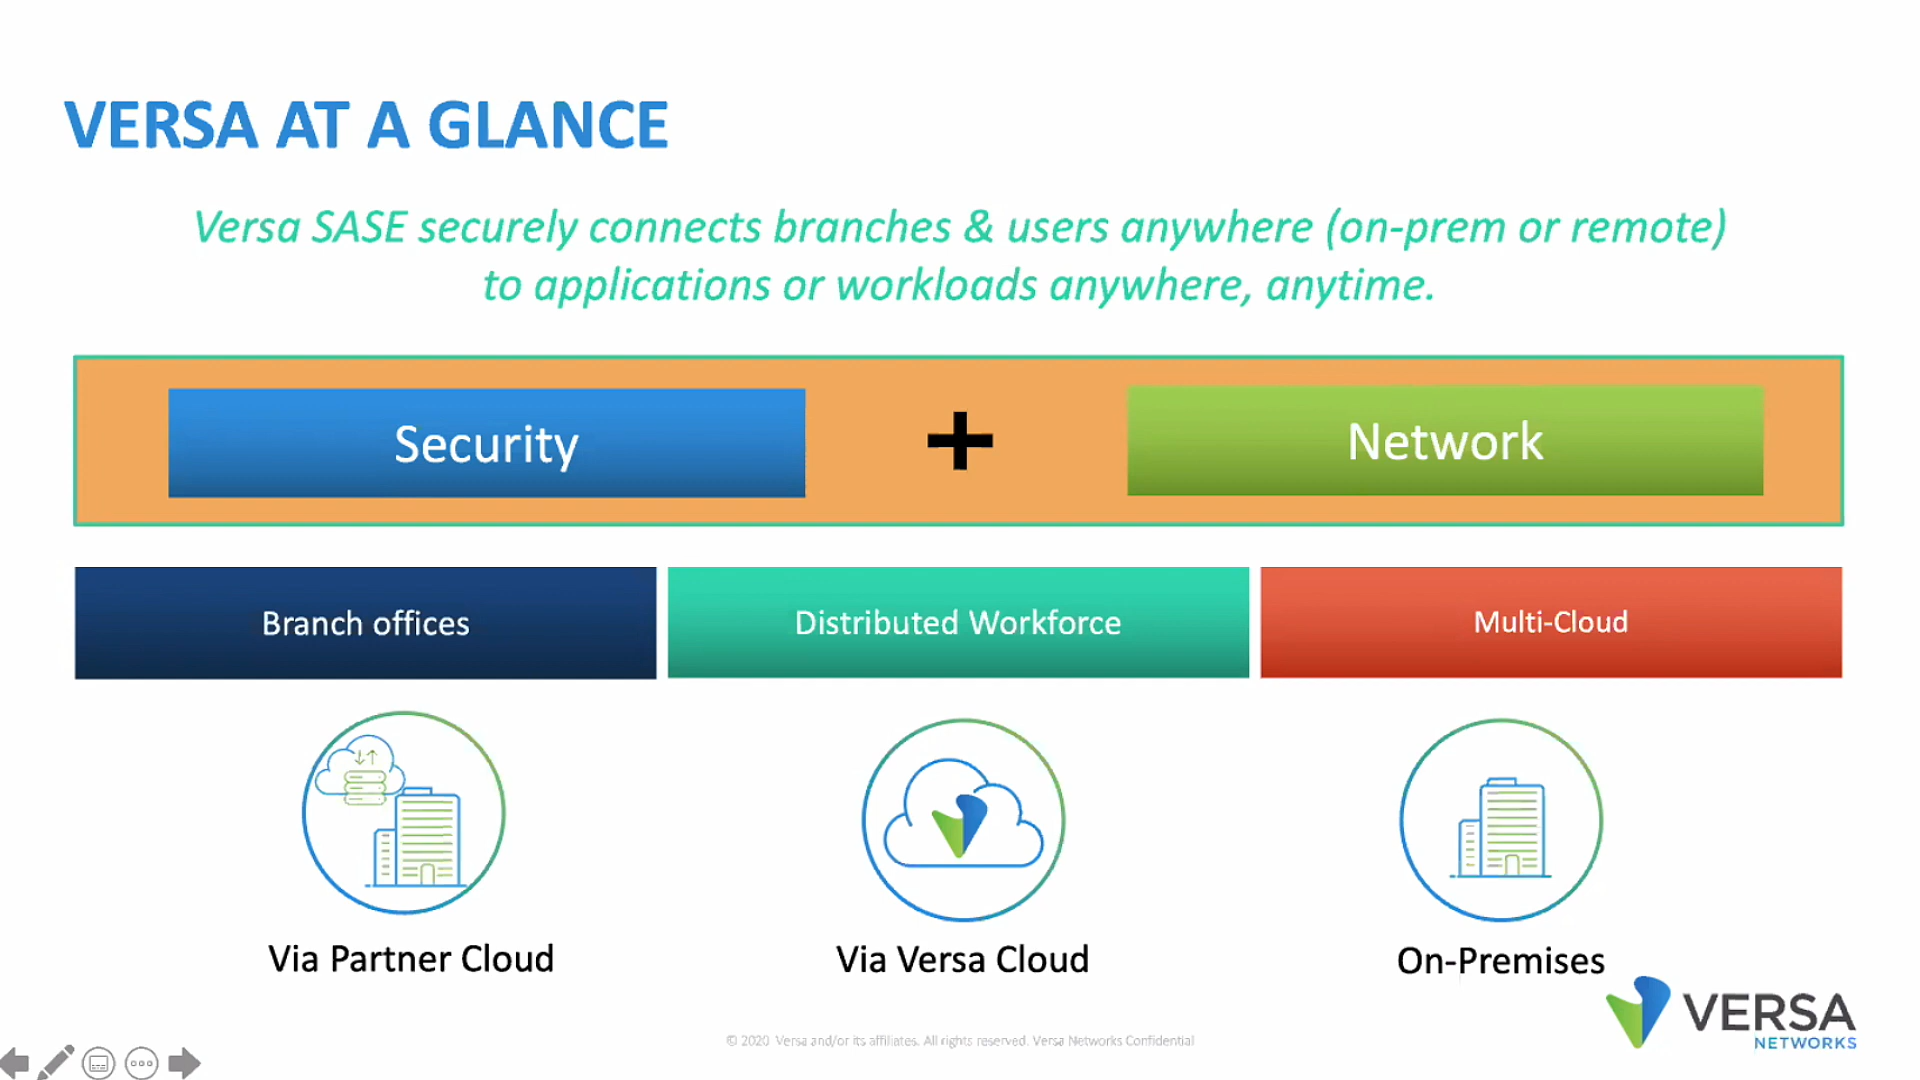 VERSA AT A GLANCE
Versa SASE securely connects branches & users anywhere (on-prem or remote)
to applications or workloads anywhere, anytime.
Security + Network
Branch offices
Distributed Workforce
Multi-Cloud
Via Partner Cloud
Via Versa Cloud
On-Premises
VERSA
NETWORKS
© 2020 Versa and/or its affiliates. All rights reserved. Versa Networks Confidential